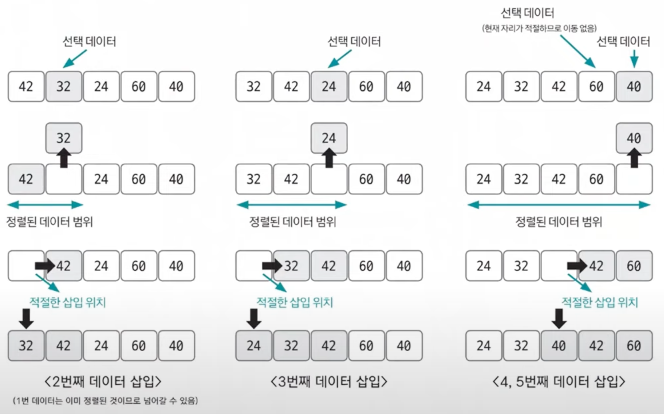 선택 데이터
42 32 24 60 40
32
42 24 60 40
정렬된 데이터 범위
42 24 60 40
적절한 삽입 위치
32 42 24 60 40
<2번째 데이터 삽입>
(1번 데이터는 이미 정렬된 것이므로 넘어갈 수 있음)
선택 데이터
32 42 24 60 40
24
32 42 60 40
정렬된 데이터 범위
32 42 60 40
적절한 삽입 위치
24 32 42 60 40
<3번째 데이터 삽입>
선택 데이터
(현재 자리가 적절하므로 이동 없음)
선택 데이터
24 32 42 60 40
40
24 32 42 60
정렬된 데이터 범위
24 32 42 60
적절한 삽입 위치
24 32 40 42 60
<4, 5번째 데이터 삽입>